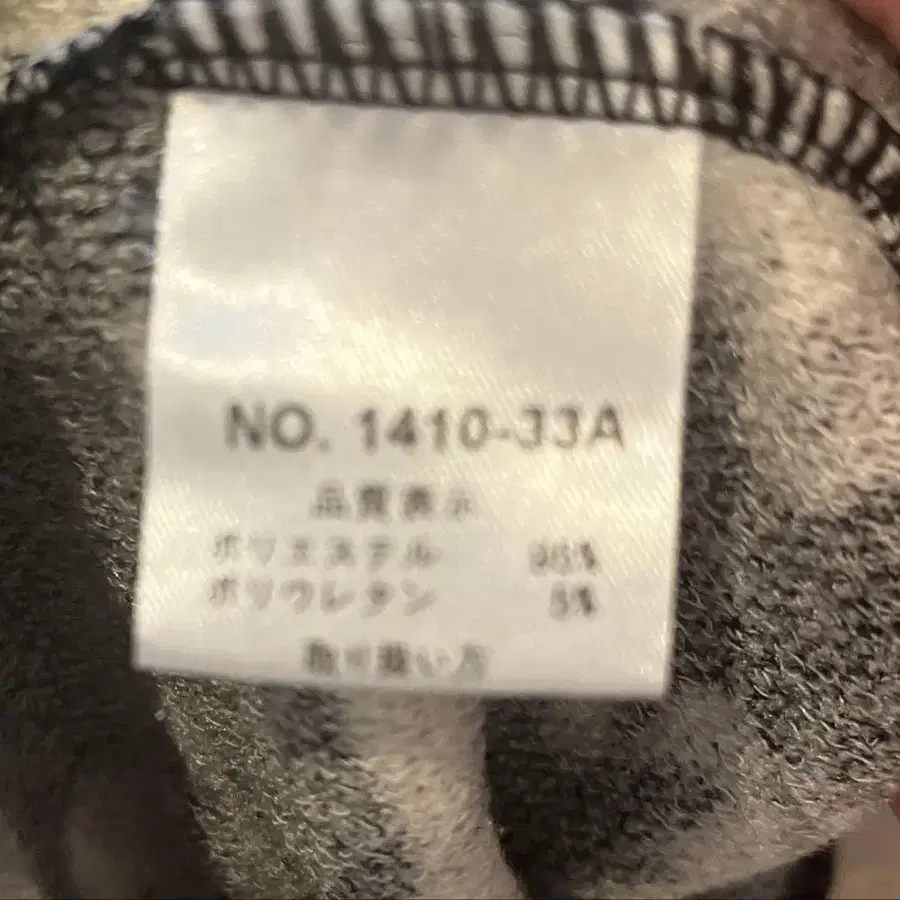 NO. 1410-33A
品質表示
ポリエステル 95%
ポリウレタン 5%
取り扱い方